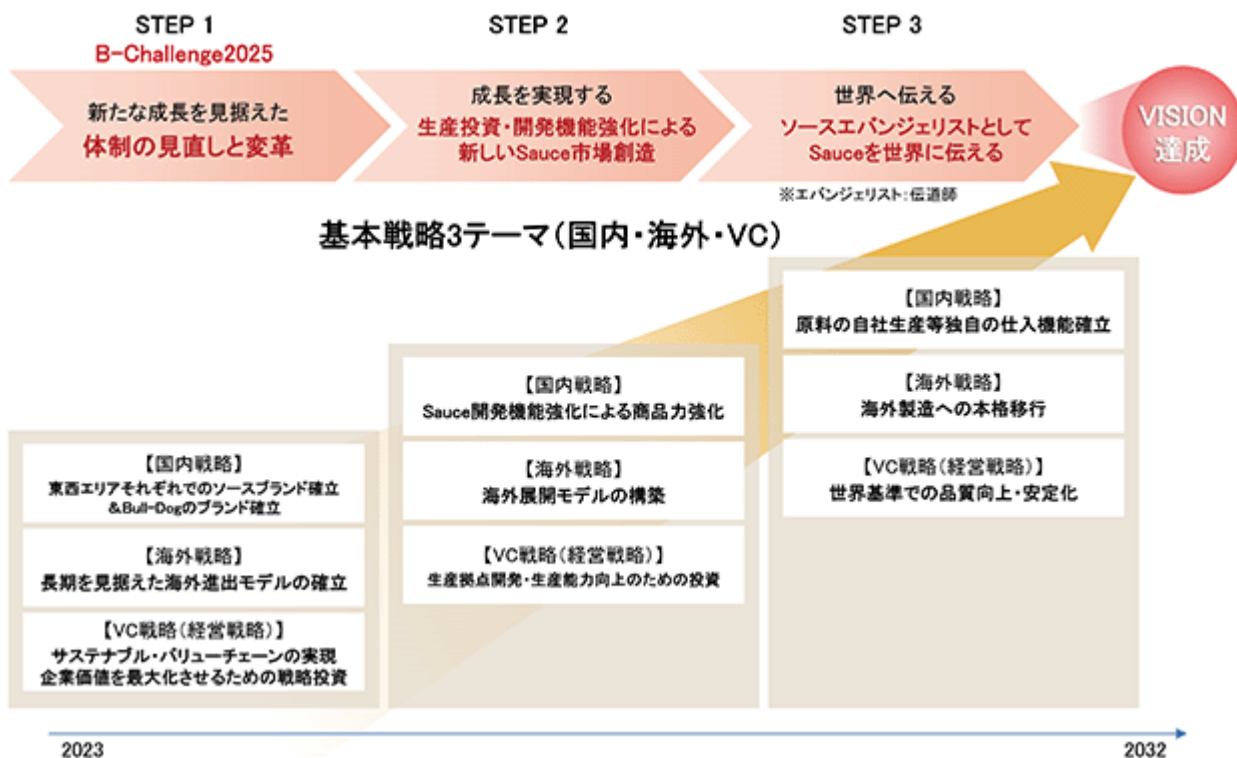 STEP 1
B-Challenge2025
新たな成長を見据えた
体制の見直しと変革
STEP 2
成長を実現する
生産投資・開発機能強化による
新しいSauce市場創造
STEP 3
世界へ伝える
ソースエバンジェリストとして
Sauceを世界に伝える
※エバンジェリスト:伝道師
VISION
達成
基本戦略3テーマ(国内・海外・VC)
【国内戦略】
東西エリアそれぞれでのソースブランド確立
&Bull-Dogのブランド確立
【海外戦略】
長期を見据えた海外進出モデルの確立
【VC戦略(経営戦略)】
サステナブル・バリューチェーンの実現
企業価値を最大化させるための戦略投資
【国内戦略】
Sauce開発機能強化による商品力強化
【海外戦略】
海外展開モデルの構築
【VC戦略(経営戦略)】
生産拠点開発・生産能力向上のための投資
【国内戦略】
原料の自社生産等独自の仕入機能確立
【海外戦略】
海外製造への本格移行
【VC戦略(経営戦略)】
世界基準での品質向上・安定化
2023
2032